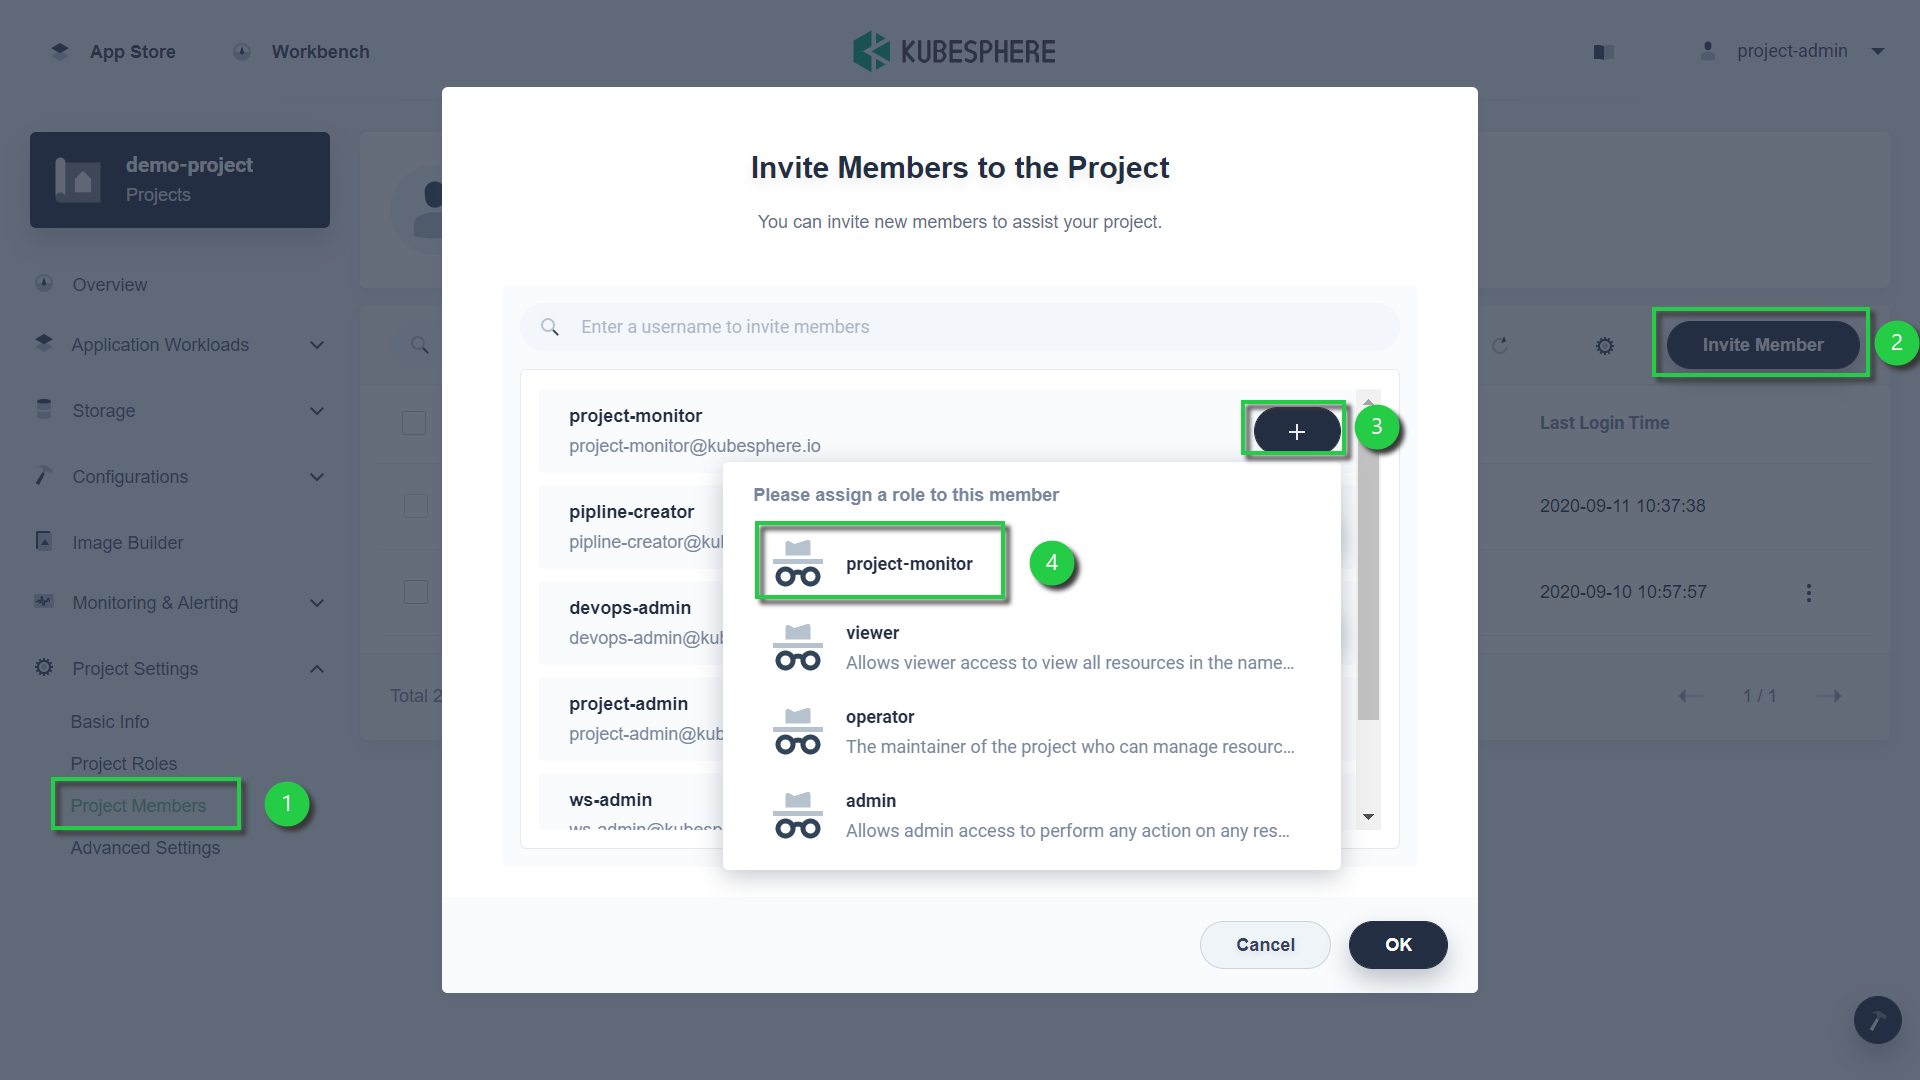 App Store
Workbench
KUBESPHERE
project-admin
demo-project
Projects
Overview
Application Workloads
Storage
Configurations
Image Builder
Monitoring & Alerting
Project Settings
Basic Info
Project Roles
Project Members
1
Advanced Settings
Total 2
Invite Member
2
Last Login Time
2020-09-11 10:37:38
2020-09-10 10:57:57
1 / 1
Invite Members to the Project
You can invite new members to assist your project.
Enter a username to invite members
project-monitor
project-monitor@kubesphere.io
3
pipline-creator
pipline-creator@ku
devops-admin
devops-admin@ku
project-admin
project-admin@kub
ws-admin
ws-admin@kubesp
Please assign a role to this member
project-monitor
4
viewer
Allows viewer access to view all resources in the name...
operator
The maintainer of the project who can manage resourc...
admin
Allows admin access to perform any action on any res...
Cancel
OK